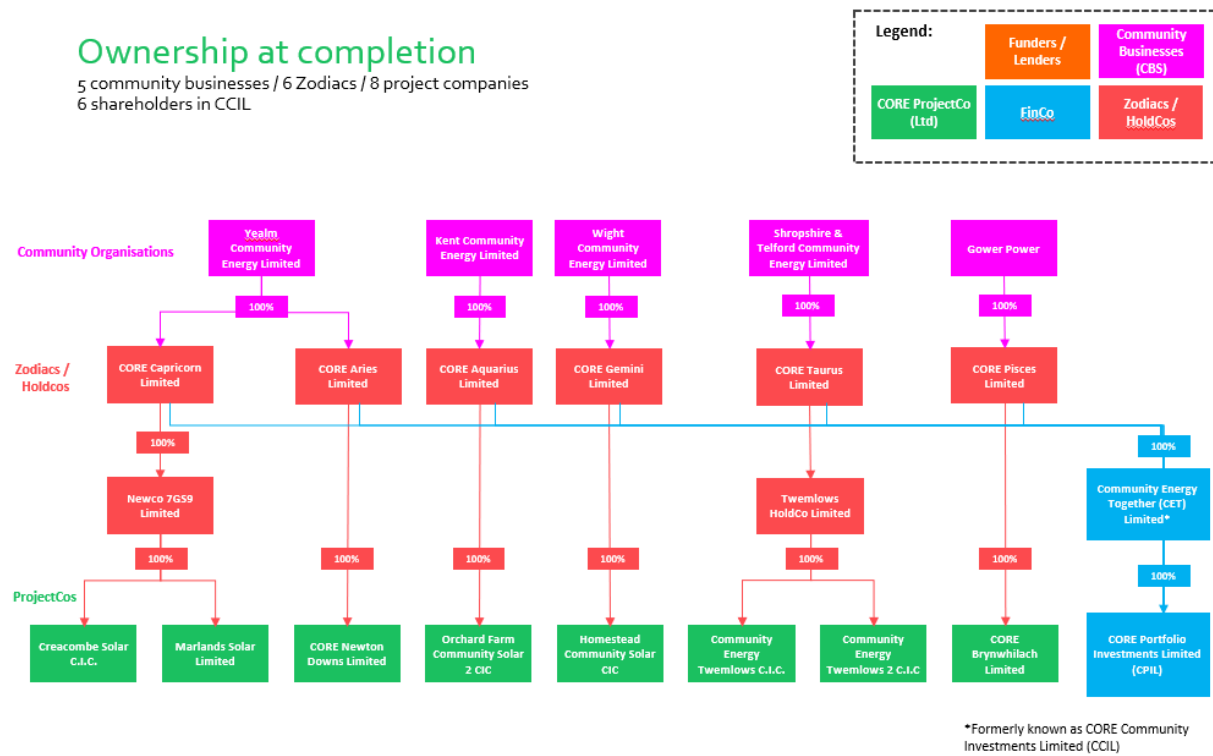 Ownership at completion
5 community businesses / 6 Zodiacs / 8 project companies
6 shareholders in CCIL
Legend:
Funders /
Lenders
Community
Businesses
(CBS)
CORE ProjectCo
(Ltd)
FinCo
Zodiacs /
HoldCos
Community Organisations
Yealm
Community
Energy Limited
Kent Community
Energy Limited
Wight
Community
Energy Limited
Shropshire &
Telford Community
Energy Limited
Gower Power
100%
100%
100%
100%
100%
Zodiacs /
Holdcos
CORE Capricorn
Limited
CORE Aries
Limited
CORE Aquarius
Limited
CORE Gemini
Limited
CORE Taurus
Limited
CORE Pisces
Limited
100%
100%
Newco 7GS9
Limited
Twemlows
HoldCo Limited
Community Energy
Together (CET)
Limited*
100%
100%
100%
100%
100%
100%
100%
ProjectCos
Creacombe Solar
C.I.C.
Marlands Solar
Limited
CORE Newton
Downs Limited
Orchard Farm
Community Solar
2 CIC
Homestead
Community Solar
CIC
Community
Energy
Twemlows C.I.C.
Community
Energy
Twemlows 2 C.I.C
CORE
Brynwhilach
Limited
CORE Portfolio
Investments Limited
(CPIL)
*Formerly known as CORE Community
Investments Limited (CCIL)